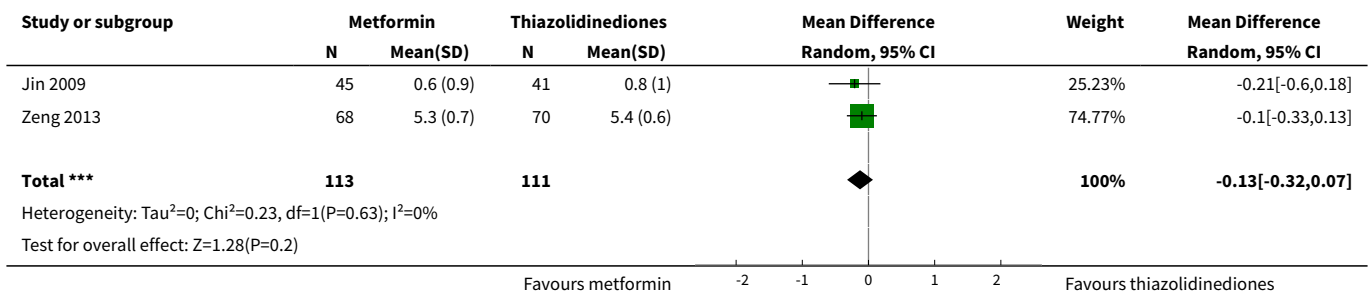 Study or subgroup Metformin Thiazolidinediones Mean Difference Weight Mean Difference
N Mean(SD) N Mean(SD) Random, 95% CI Random, 95% CI
Jin 2009 45 0.6 (0.9) 41 0.8 (1) 25.23% -0.21[-0.6,0.18]
Zeng 2013 68 5.3 (0.7) 70 5.4 (0.6) 74.77% -0.1[-0.33,0.13]
Total *** 113 111 100% -0.13[-0.32,0.07]
Heterogeneity: Tau²=0; Chi²=0.23, df=1(P=0.63); I²=0%
Test for overall effect: Z=1.28(P=0.2)
Favours metformin -2 -1 0 1 2 Favours thiazolidinediones